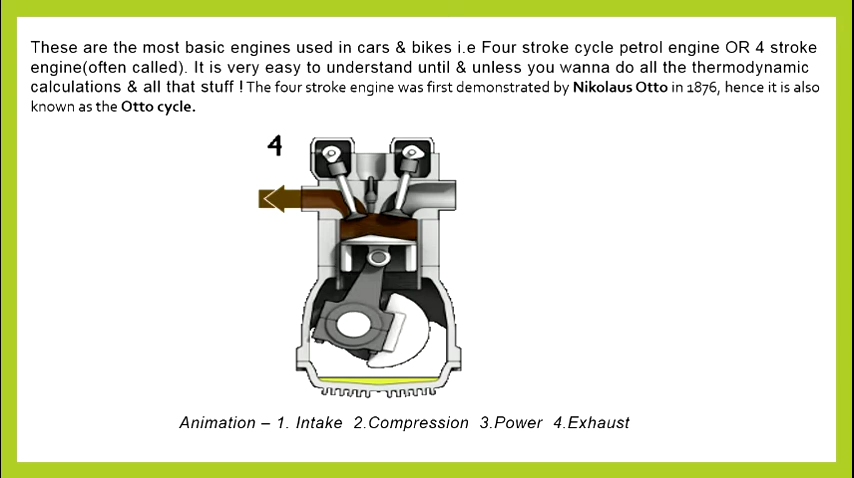 These are the most basic engines used in cars & bikes i.e Four stroke cycle petrol engine OR 4 stroke
engine(often called). It is very easy to understand until & unless you wanna do all the thermodynamic
calculations & all that stuff ! The four stroke engine was first demonstrated by Nikolaus Otto in 1876, hence it is also
known as the Otto cycle.
4
Animation – 1. Intake 2.Compression 3.Power 4.Exhaust